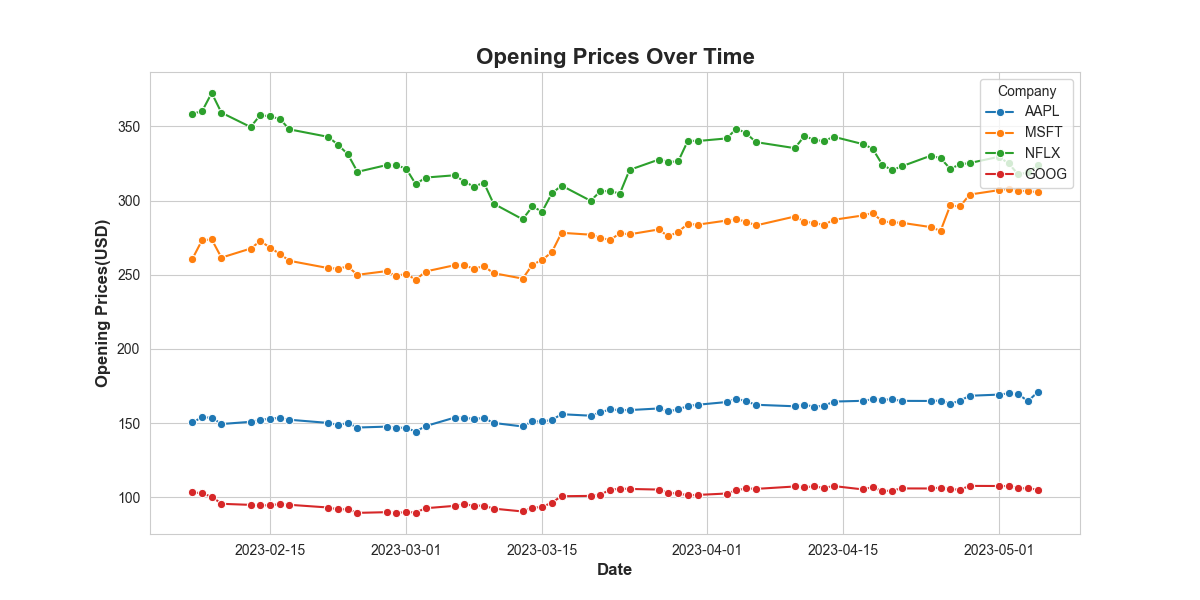 Opening Prices Over Time
Company
AAPL
MSFT
NFLX
GOOG
Opening Prices(USD)
350
300
250
200
150
100
2023-02-15
2023-03-01
2023-03-15
2023-04-01
2023-04-15
2023-05-01
Date